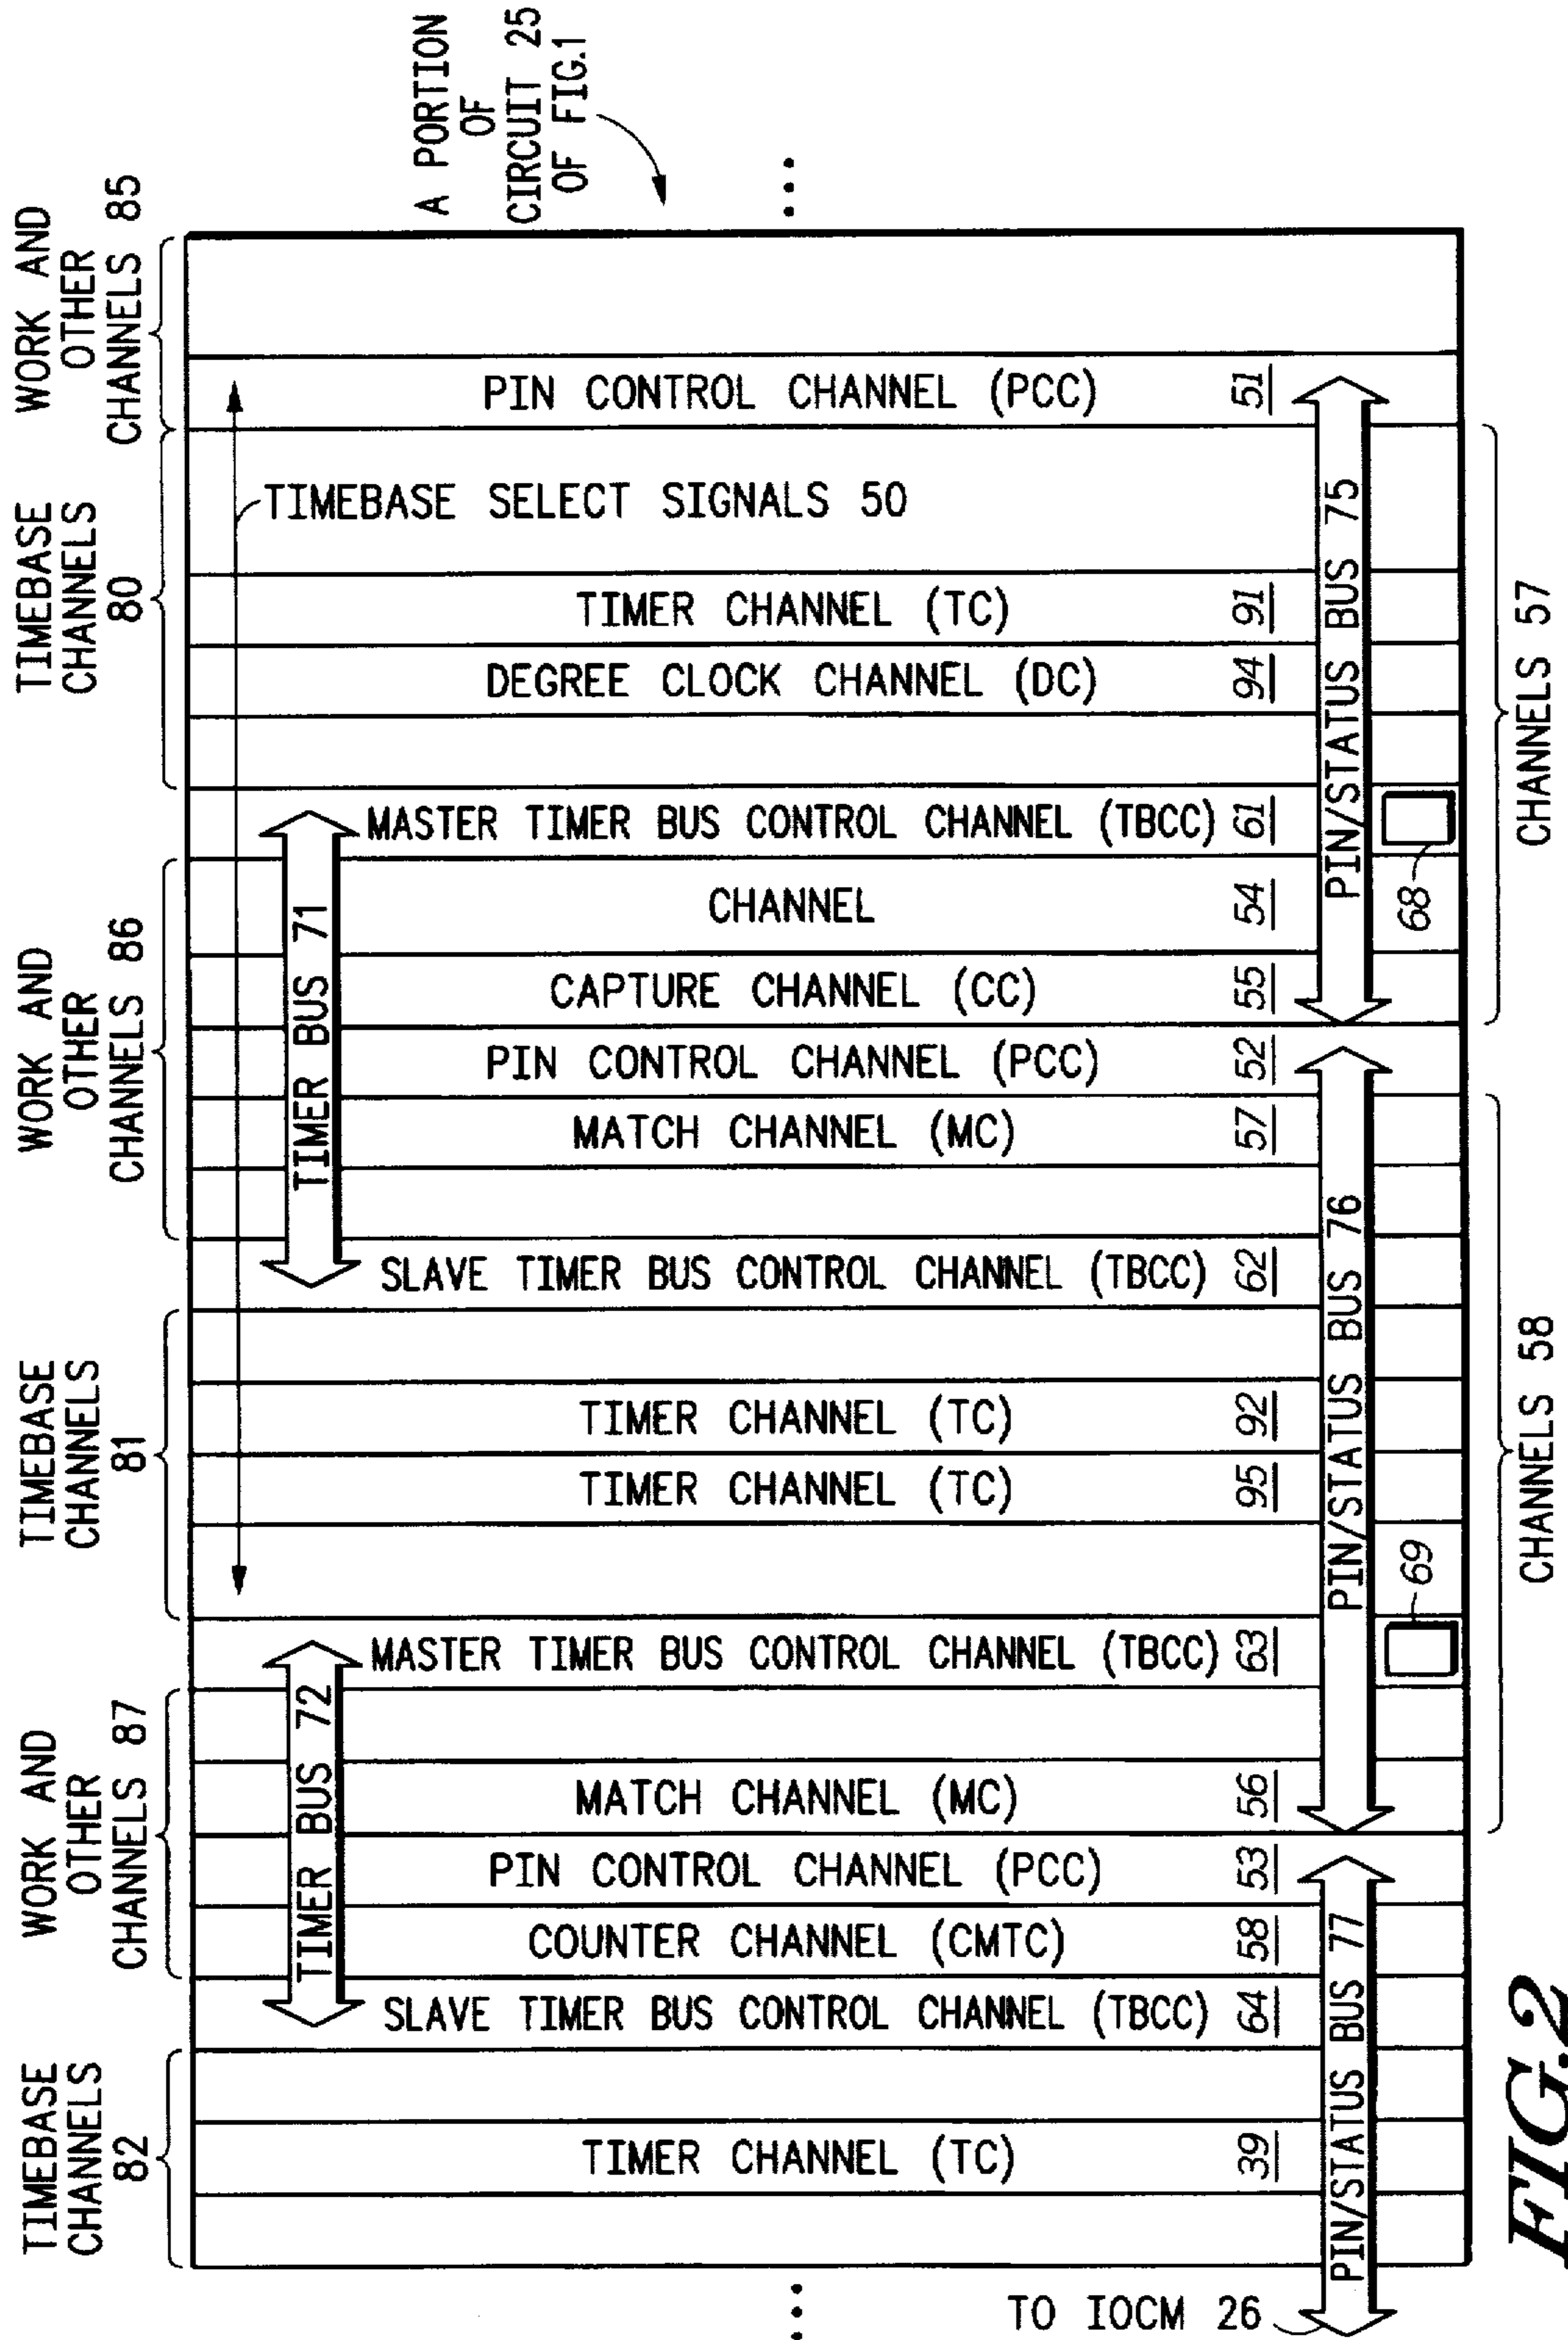 TIMEBASE
CHANNELS
82
WORK AND
OTHER
CHANNELS 87
TIMEBASE
CHANNELS
81
WORK AND
OTHER
CHANNELS 86
TIMEBASE
CHANNELS
80
WORK AND
OTHER
CHANNELS 85
A PORTION
OF
CIRCUIT 25
OF FIG.1
TIMEBASE SELECT SIGNALS 50
TIMER BUS 72
TIMER BUS 71
TIMER CHANNEL (TC) 39
SLAVE TIMER BUS CONTROL CHANNEL (TBCC) 64
COUNTER CHANNEL (CMTC) 58
PIN CONTROL CHANNEL (PCC) 53
MATCH CHANNEL (MC) 56
MASTER TIMER BUS CONTROL CHANNEL (TBCC) 63
TIMER CHANNEL (TC) 95
TIMER CHANNEL (TC) 92
SLAVE TIMER BUS CONTROL CHANNEL (TBCC) 62
MATCH CHANNEL (MC) 57
PIN CONTROL CHANNEL (PCC) 52
CAPTURE CHANNEL (CC) 55
CHANNEL 54
MASTER TIMER BUS CONTROL CHANNEL (TBCC) 61
DEGREE CLOCK CHANNEL (DC) 94
TIMER CHANNEL (TC) 91
PIN CONTROL CHANNEL (PCC) 51
...
...
TO IOCM 26
PIN/STATUS BUS 77
PIN/STATUS BUS 76
PIN/STATUS BUS 75
69
68
CHANNELS 58
CHANNELS 57
FIG.2